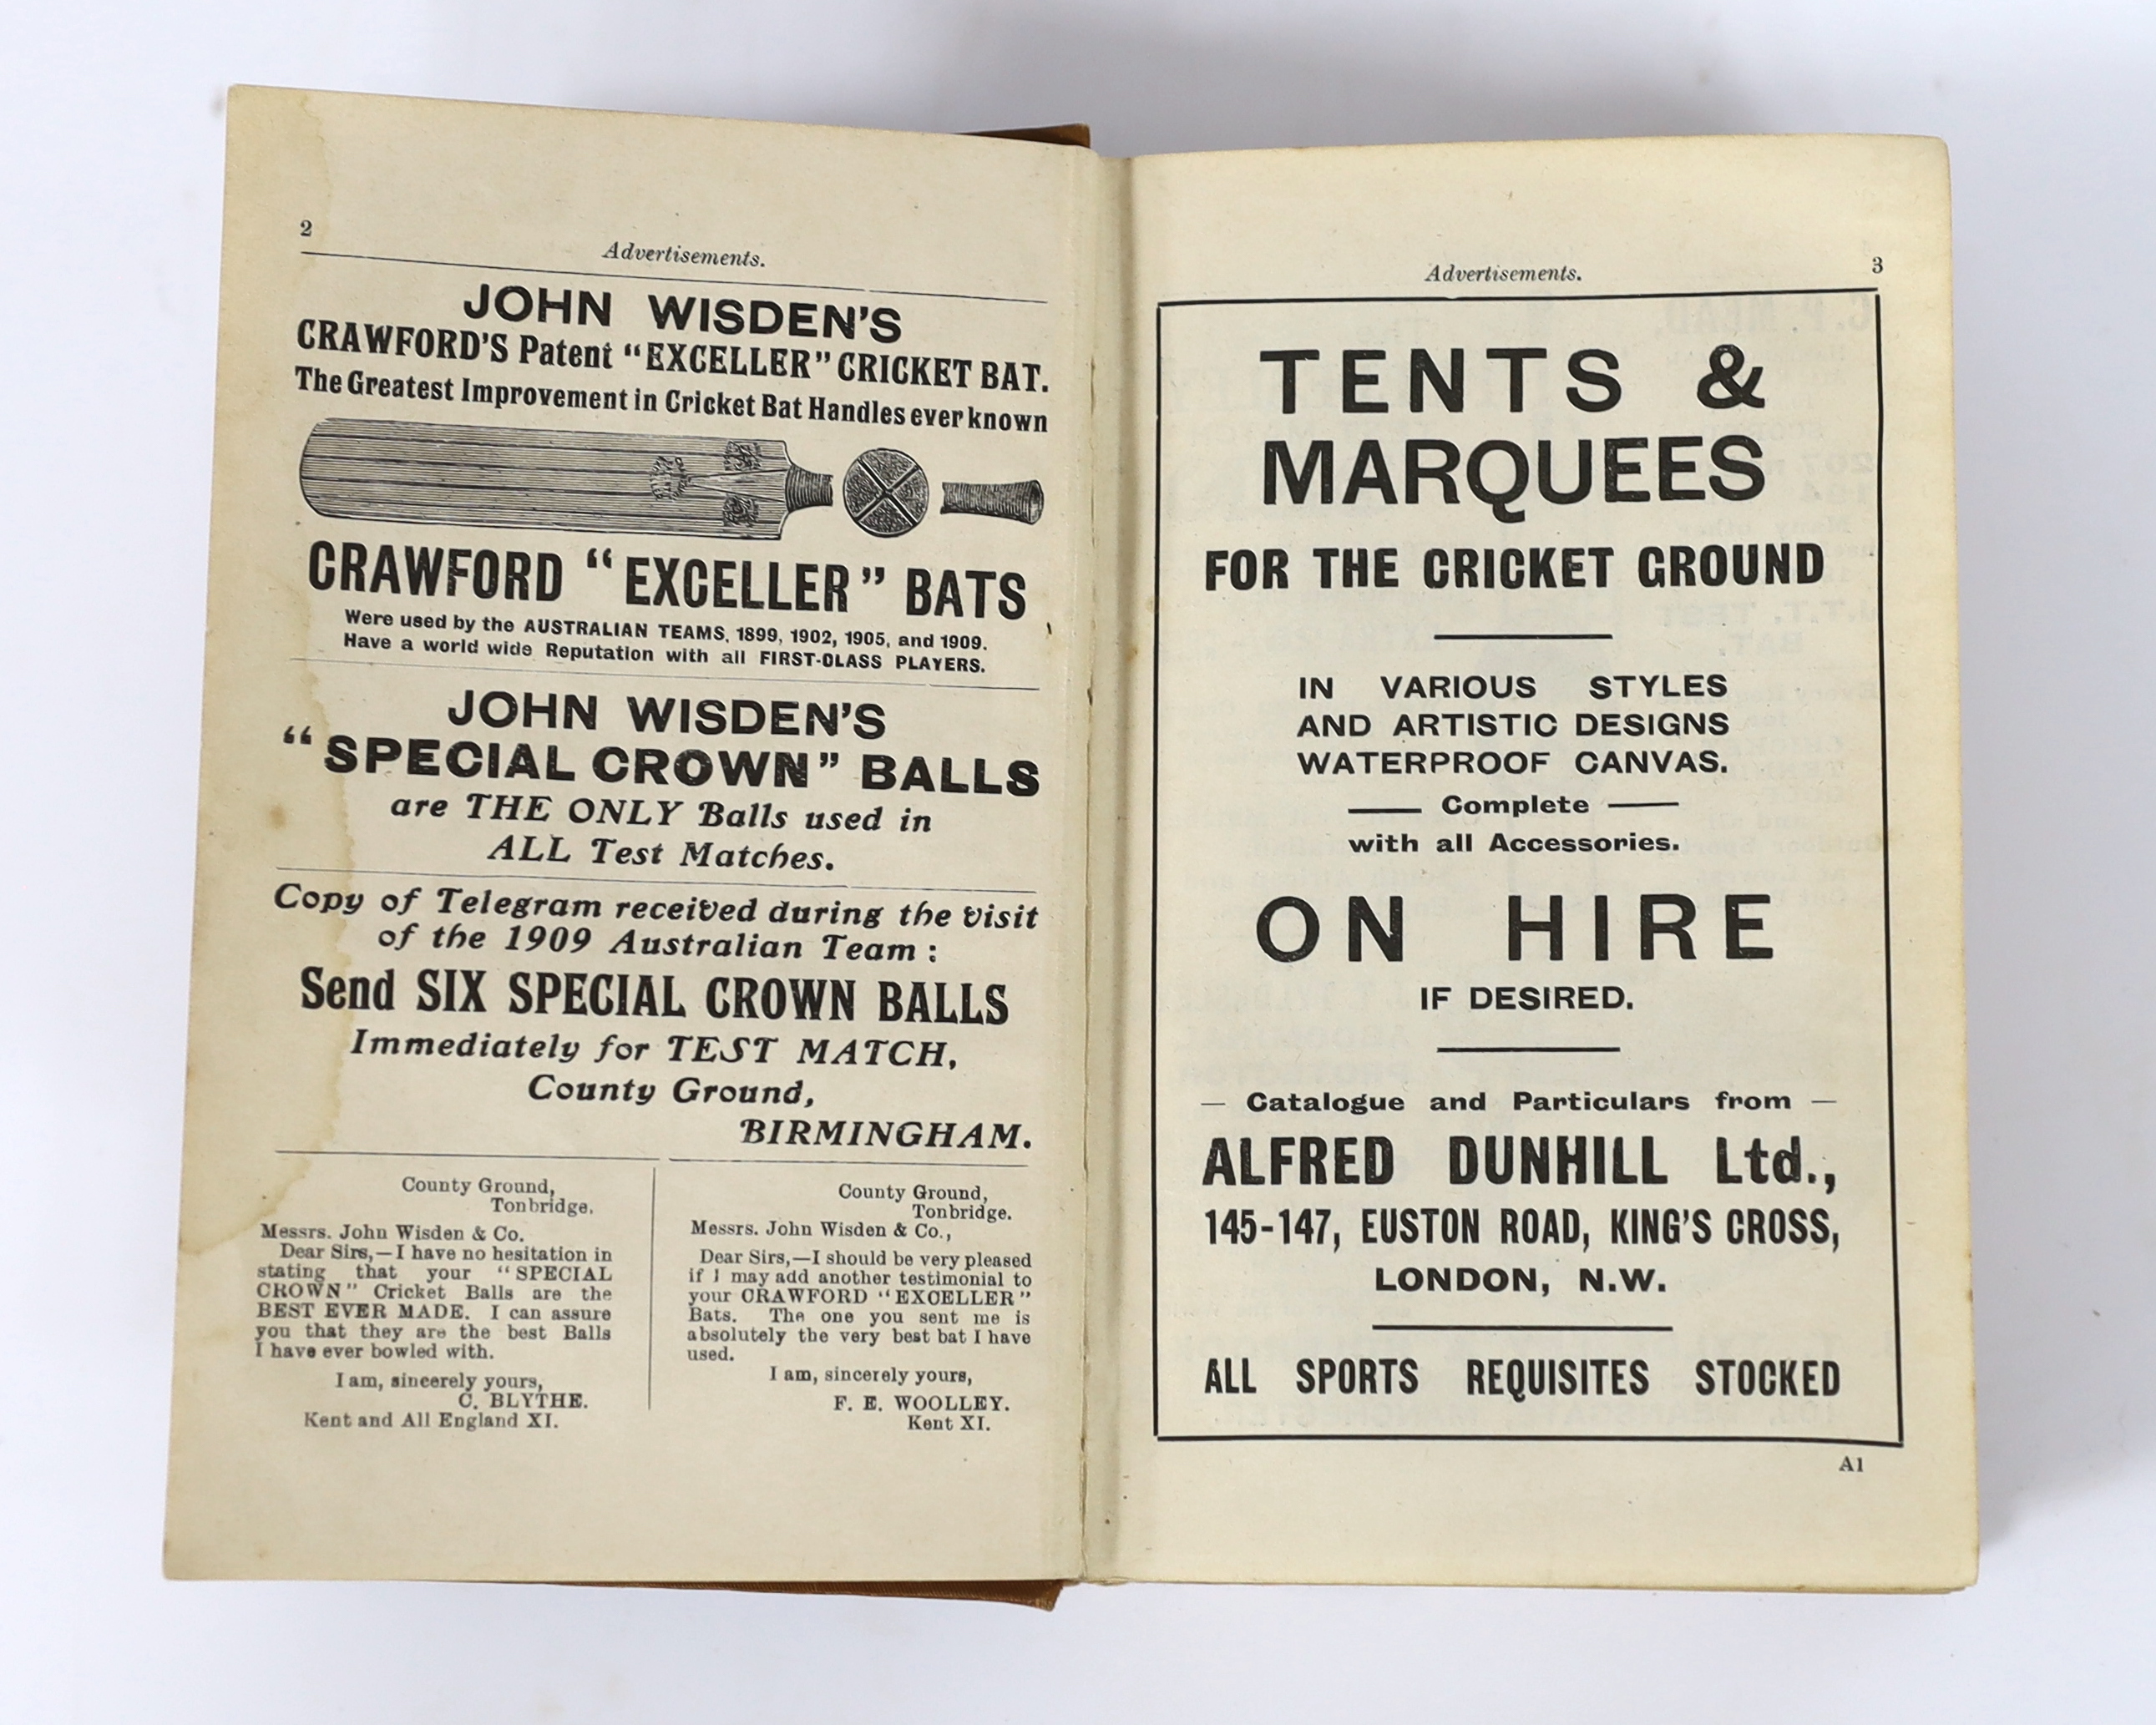 2
Advertisements.
JOHN WISDEN'S
CRAWFORD'S Patent "EXCELLER" CRICKET BAT.
The Greatest Improvement in Cricket Bat Handles ever known
CRAWFORD "EXCELLER" BATS
Were used by the AUSTRALIAN TEAMS, 1899, 1902, 1905, and 1909.
Have a world wide Reputation with all FIRST-CLASS PLAYERS.
JOHN WISDEN'S
"SPECIAL CROWN" BALLS
are THE ONLY Balls used in
ALL Test Matches.
Copy of Telegram received during the visit
of the 1909 Australian Team :
Send SIX SPECIAL CROWN BALLS
Immediately for TEST MATCH,
County Ground,
BIRMINGHAM.
County Ground,
Tonbridge.
Messrs. John Wisden & Co.
Dear Sirs,—I have no hesitation in
stating that your "SPECIAL
CROWN" Cricket Balls are the
BEST EVER MADE. I can assure
you that they are the best Balls
I have ever bowled with.
I am, sincerely yours,
C. BLYTHE.
Kent and All England XI.
County Ground,
Tonbridge.
Messrs. John Wisden & Co.,
Dear Sirs,—I should be very pleased
if I may add another testimonial to
your CRAWFORD "EXCELLER"
Bats. The one you sent me is
absolutely the very best bat I have
used.
I am, sincerely yours,
F. E. WOOLLEY.
Kent XI.
Advertisements.
3
TENTS &
MARQUEES
FOR THE CRICKET GROUND
IN VARIOUS STYLES
AND ARTISTIC DESIGNS
WATERPROOF CANVAS.
— Complete —
with all Accessories.
ON HIRE
IF DESIRED.
— Catalogue and Particulars from —
ALFRED DUNHILL Ltd.,
145-147, EUSTON ROAD, KING'S CROSS,
LONDON, N.W.
ALL SPORTS REQUISITES STOCKED
A1